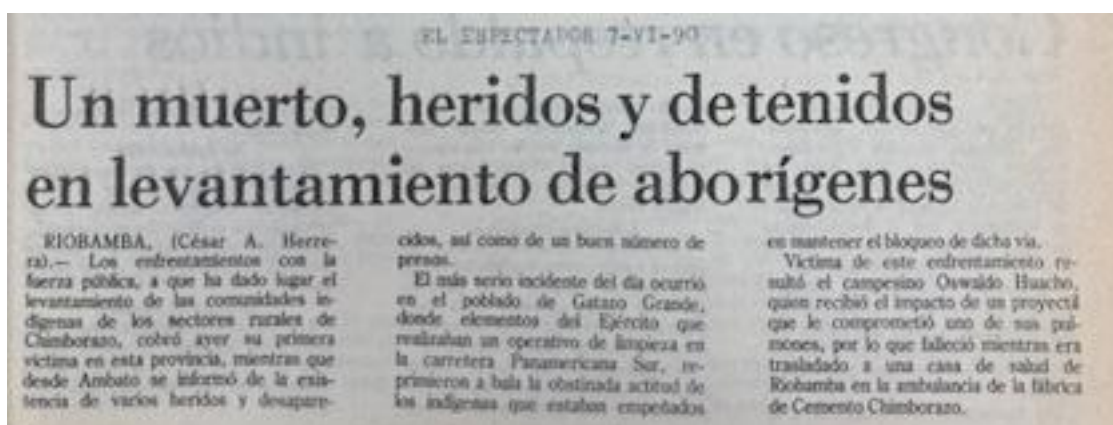 EL ESPECTADOR 7-VI-90
Un muerto, heridos y detenidos
en levantamiento de aborígenes
RIOBAMBA, (César A. Herre-
ra).— Los enfrentamientos con la
fuerza pública, a que ha dado lugar el
levantamiento de las comunidades in-
dígenas de los sectores rurales de
Chimborazo, cobró ayer su primera
víctima en esta provincia, mientras que
desde Ambato se informó de la exis-
tencia de varios heridos y desapare-
cidos, así como de un buen número de
presos.
El más serio incidente del día ocurrió
en el poblado de Gatazo Grande,
donde elementos del Ejército que
realizaban un operativo de limpieza en
la carretera Panamericana Sur, re-
primieron a bala la obstinada actitud de
los indígenas que estaban empeñados
en mantener el bloqueo de dicha vía.
Víctima de este enfrentamiento re-
sultó el campesino Oswaldo Huacho,
quien recibió el impacto de un proyectil
que le comprometió uno de sus pul-
mones, por lo que falleció mientras era
trasladado a una casa de salud de
Riobamba en la ambulancia de la fábrica
de Cemento Chimborazo.